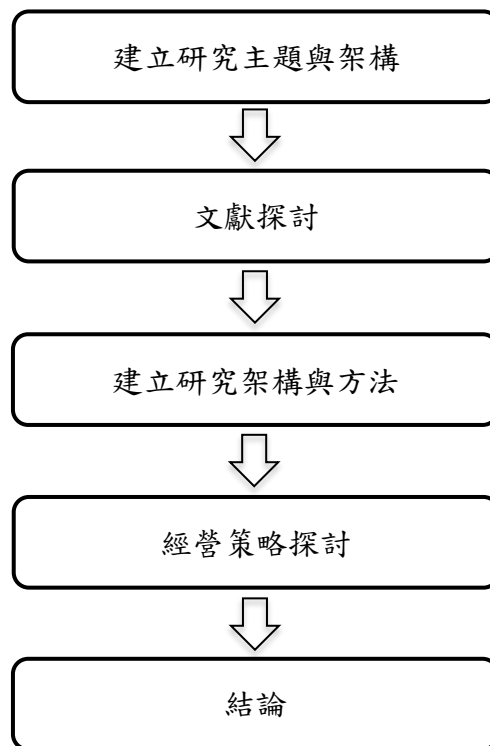 建立研究主題與架構
文獻探討
建立研究架構與方法
經營策略探討
結論